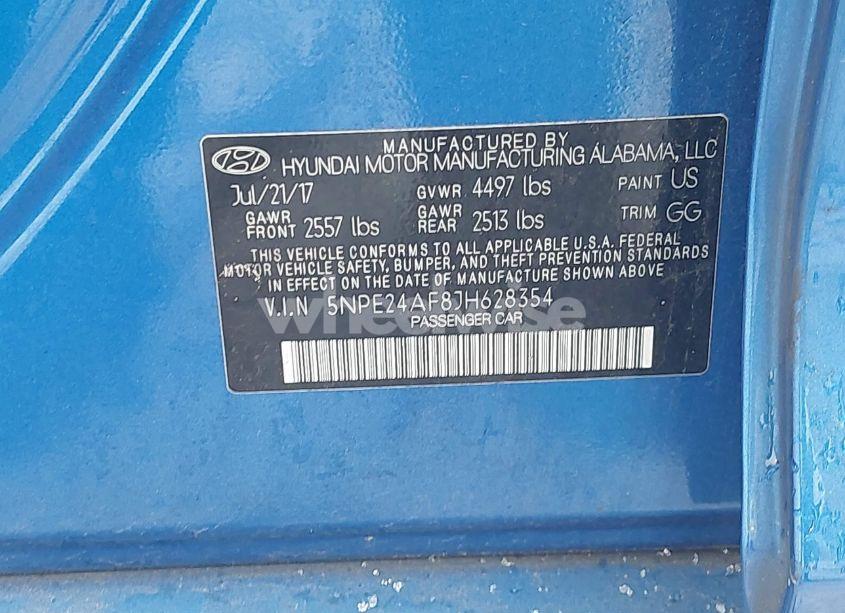 MANUFACTURED BY
HYUNDAI MOTOR MANUFACTURING ALABAMA, LLC
Jul/21/17 GVWR 4497 lbs PAINT US
GAWR FRONT 2557 lbs GAWR REAR 2513 lbs TRIM GG
THIS VEHICLE CONFORMS TO ALL APPLICABLE U.S.A. FEDERAL
MOTOR VEHICLE SAFETY, BUMPER, AND THEFT PREVENTION STANDARDS
IN EFFECT ON THE DATE OF MANUFACTURE SHOWN ABOVE.
V.I.N 5NPE24AF8JH628354
PASSENGER CAR
wheelwise